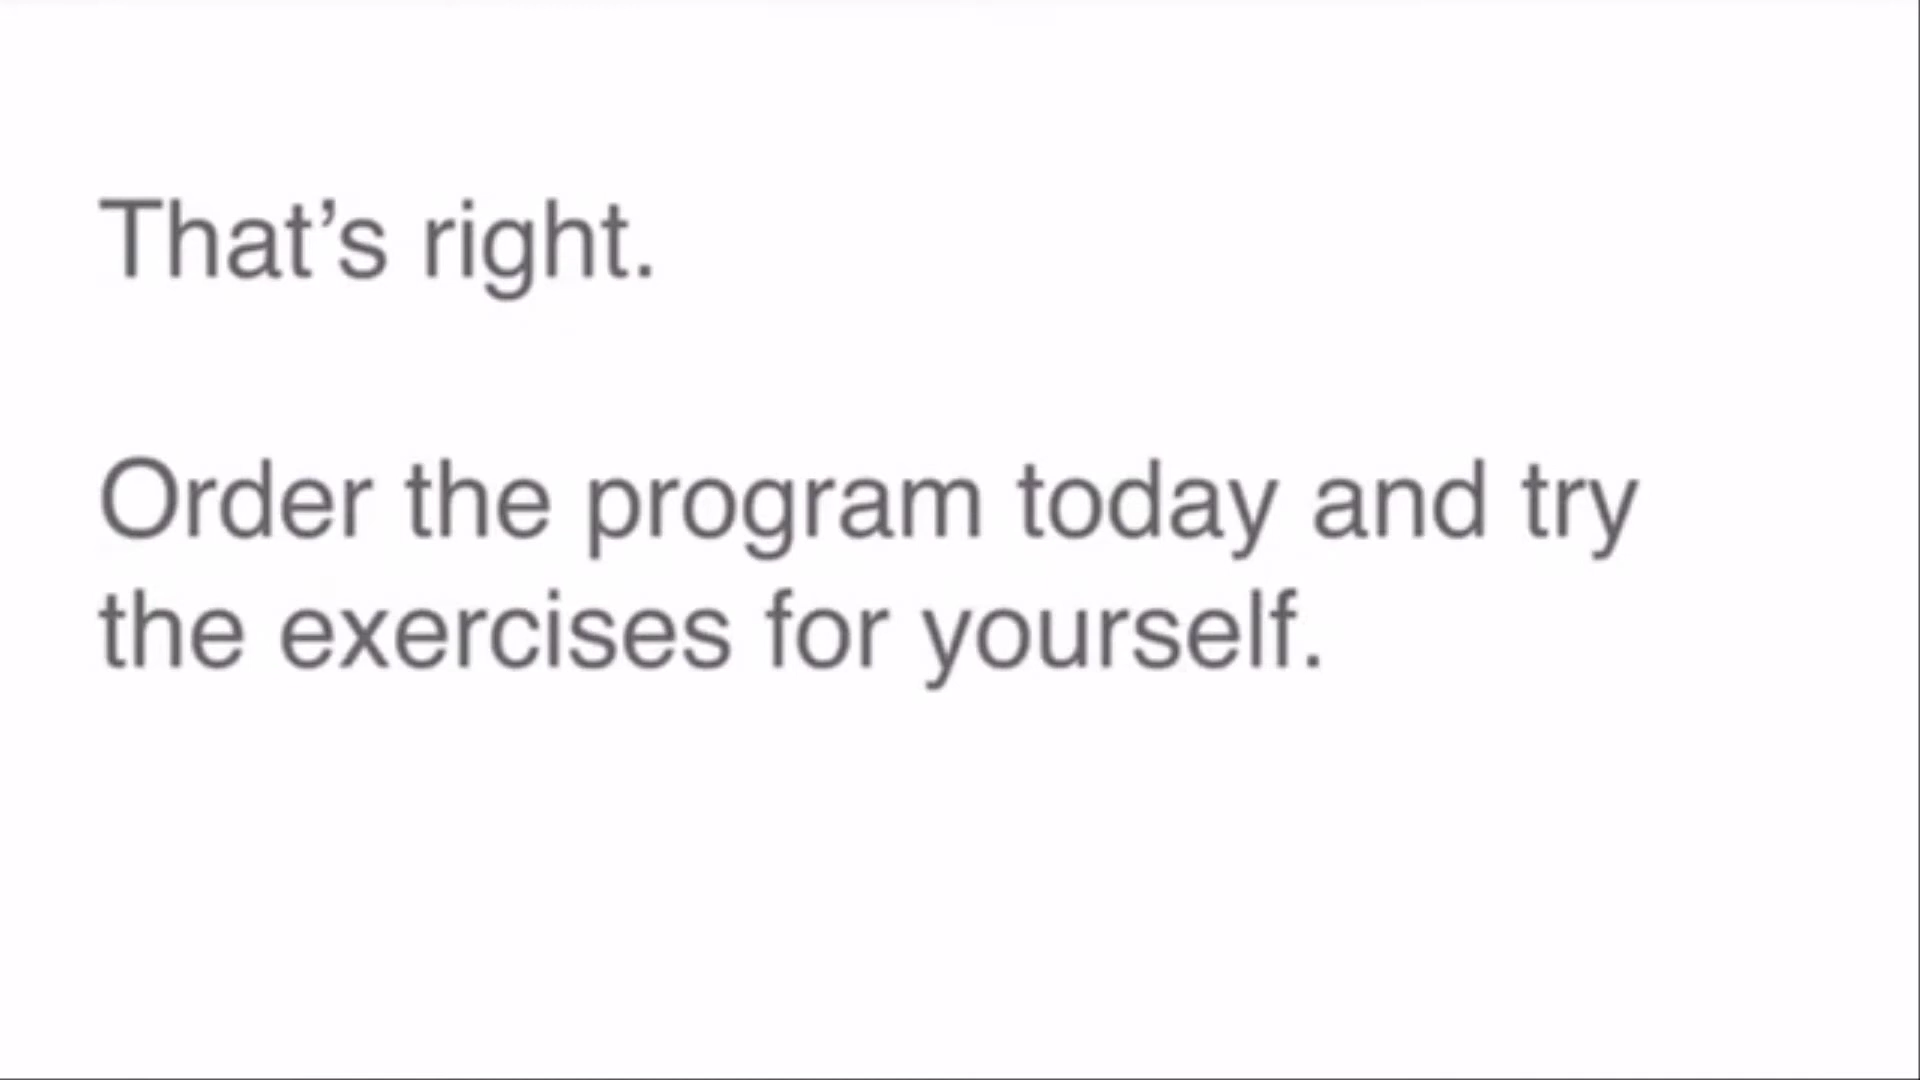 That’s right.
Order the program today and try
the exercises for yourself.